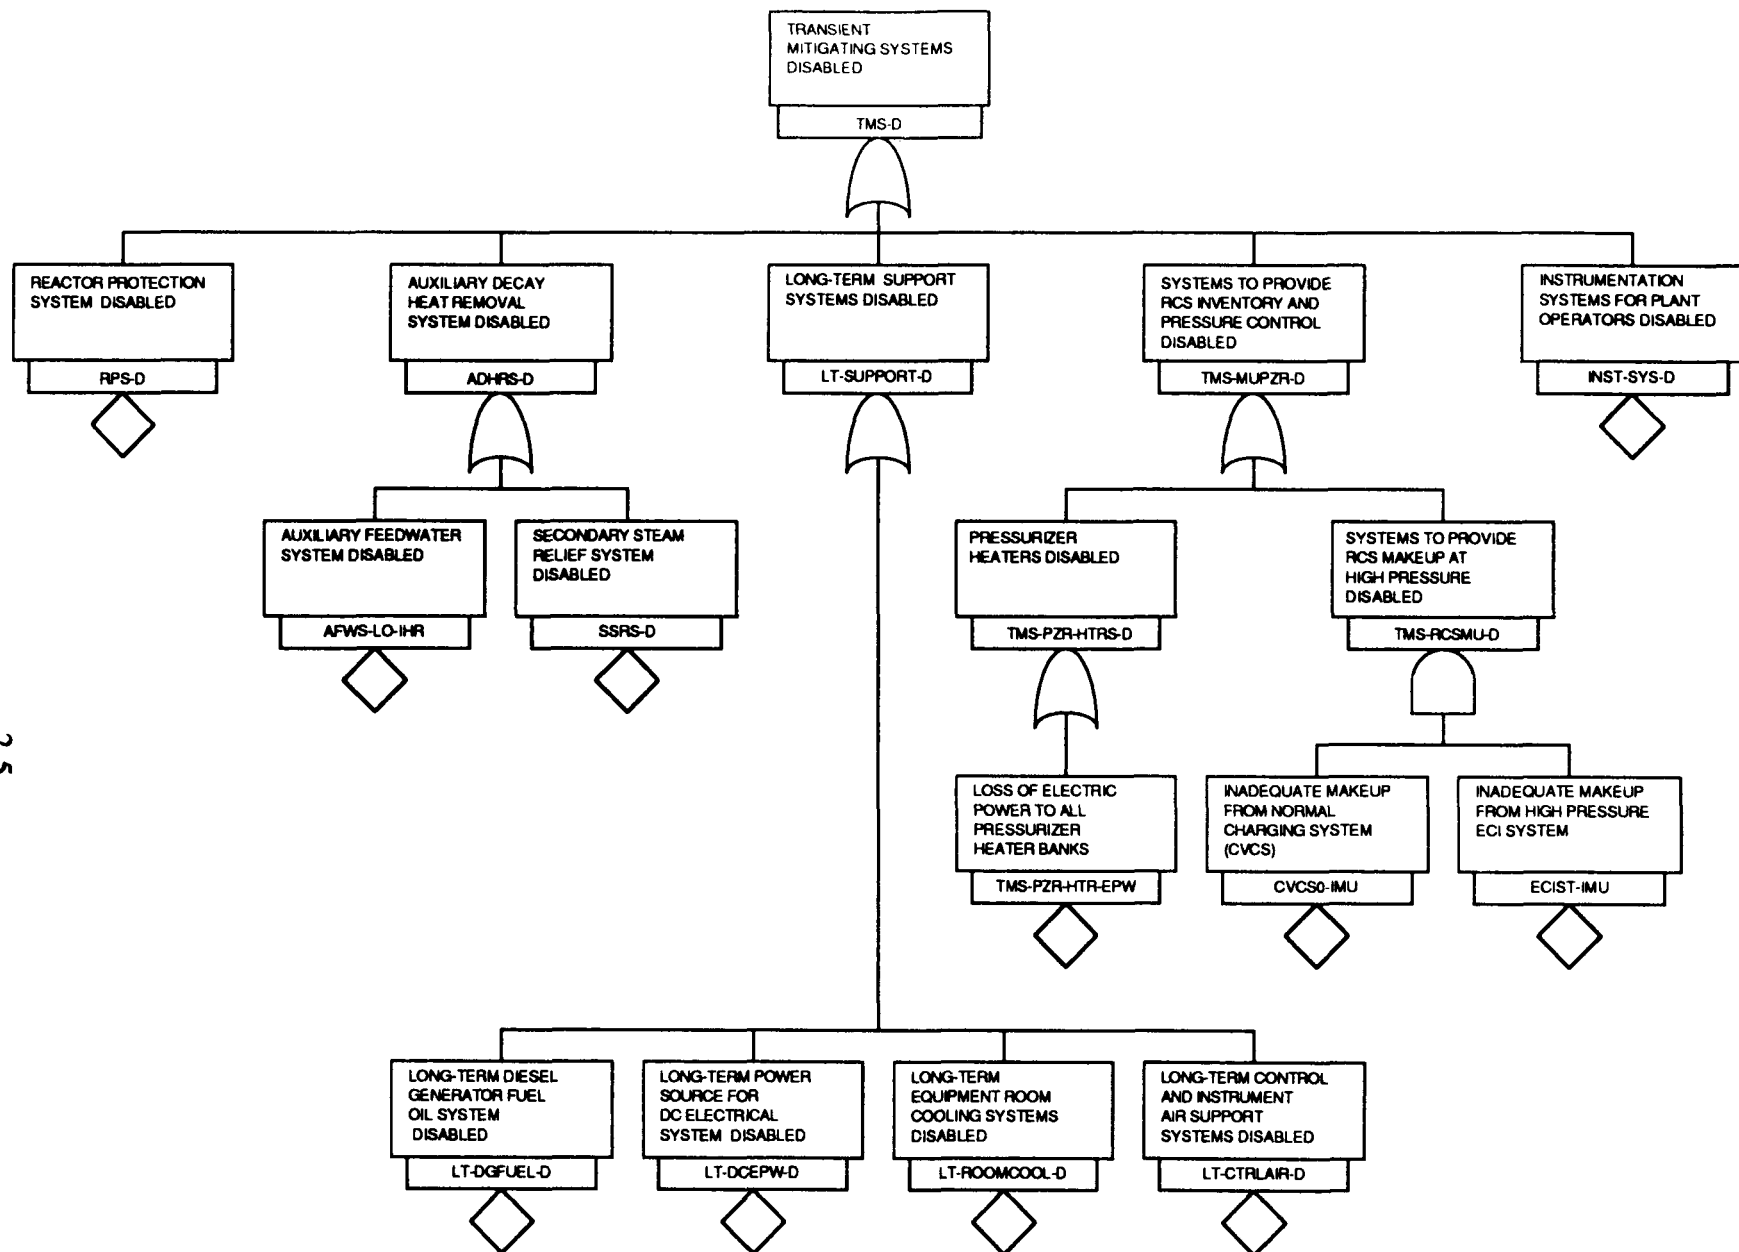 TRANSIENT
MITIGATING SYSTEMS
DISABLED
TMS-D
REACTOR PROTECTION
SYSTEM DISABLED
RPS-D
AUXILIARY DECAY
HEAT REMOVAL
SYSTEM DISABLED
ADHRS-D
LONG-TERM SUPPORT
SYSTEMS DISABLED
LT-SUPPORT-D
SYSTEMS TO PROVIDE
RCS INVENTORY AND
PRESSURE CONTROL
DISABLED
TMS-MUPZR-D
INSTRUMENTATION
SYSTEMS FOR PLANT
OPERATORS DISABLED
INST-SYS-D
AUXILIARY FEEDWATER
SYSTEM DISABLED
AFWS-LO-IHR
SECONDARY STEAM
RELIEF SYSTEM
DISABLED
SSRS-D
PRESSURIZER
HEATERS DISABLED
TMS-PZR-HTRS-D
SYSTEMS TO PROVIDE
RCS MAKEUP AT
HIGH PRESSURE
DISABLED
TMS-RCSMU-D
LOSS OF ELECTRIC
POWER TO ALL
PRESSURIZER
HEATER BANKS
TMS-PZR-HTR-EPW
INADEQUATE MAKEUP
FROM NORMAL
CHARGING SYSTEM
(CVCS)
CVCS0-IMU
INADEQUATE MAKEUP
FROM HIGH PRESSURE
ECI SYSTEM
ECIST-IMU
LONG-TERM DIESEL
GENERATOR FUEL
OIL SYSTEM
DISABLED
LT-DGFUEL-D
LONG-TERM POWER
SOURCE FOR
DC ELECTRICAL
SYSTEM DISABLED
LT-DCEPW-D
LONG-TERM
EQUIPMENT ROOM
COOLING SYSTEMS
DISABLED
LT-ROOMCOOL-D
LONG-TERM CONTROL
AND INSTRUMENT
AIR SUPPORT
SYSTEMS DISABLED
LT-CTRLAIR-D
25